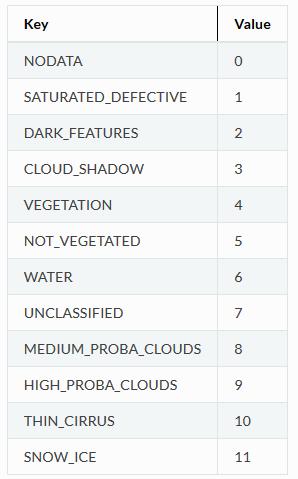 Key Value
NODATA 0
SATURATED_DEFECTIVE 1
DARK_FEATURES 2
CLOUD_SHADOW 3
VEGETATION 4
NOT_VEGETATED 5
WATER 6
UNCLASSIFIED 7
MEDIUM_PROBA_CLOUDS 8
HIGH_PROBA_CLOUDS 9
THIN_CIRRUS 10
SNOW_ICE 11